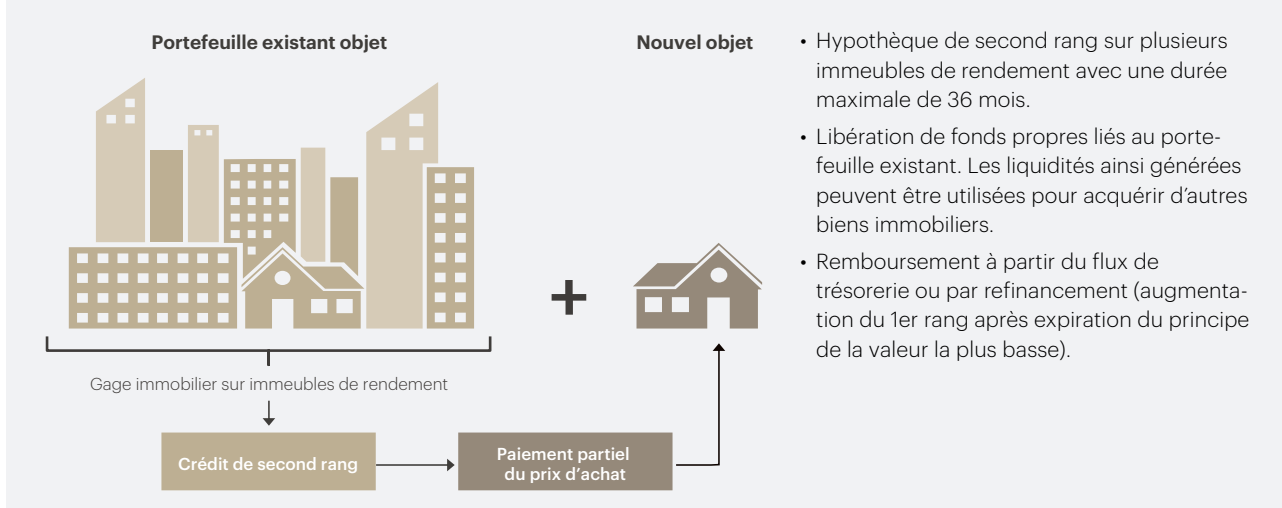 Portefeuille existant objet
Nouvel objet
Gage immobilier sur immeubles de rendement
Crédit de second rang
Paiement partiel
du prix d'achat
• Hypothèque de second rang sur plusieurs
immeubles de rendement avec une durée
maximale de 36 mois.
• Libération de fonds propres liés au porte-
feuille existant. Les liquidités ainsi générées
peuvent être utilisées pour acquérir d'autres
biens immobiliers.
• Remboursement à partir du flux de
trésorerie ou par refinancement (augmenta-
tion du 1er rang après expiration du principe
de la valeur la plus basse).